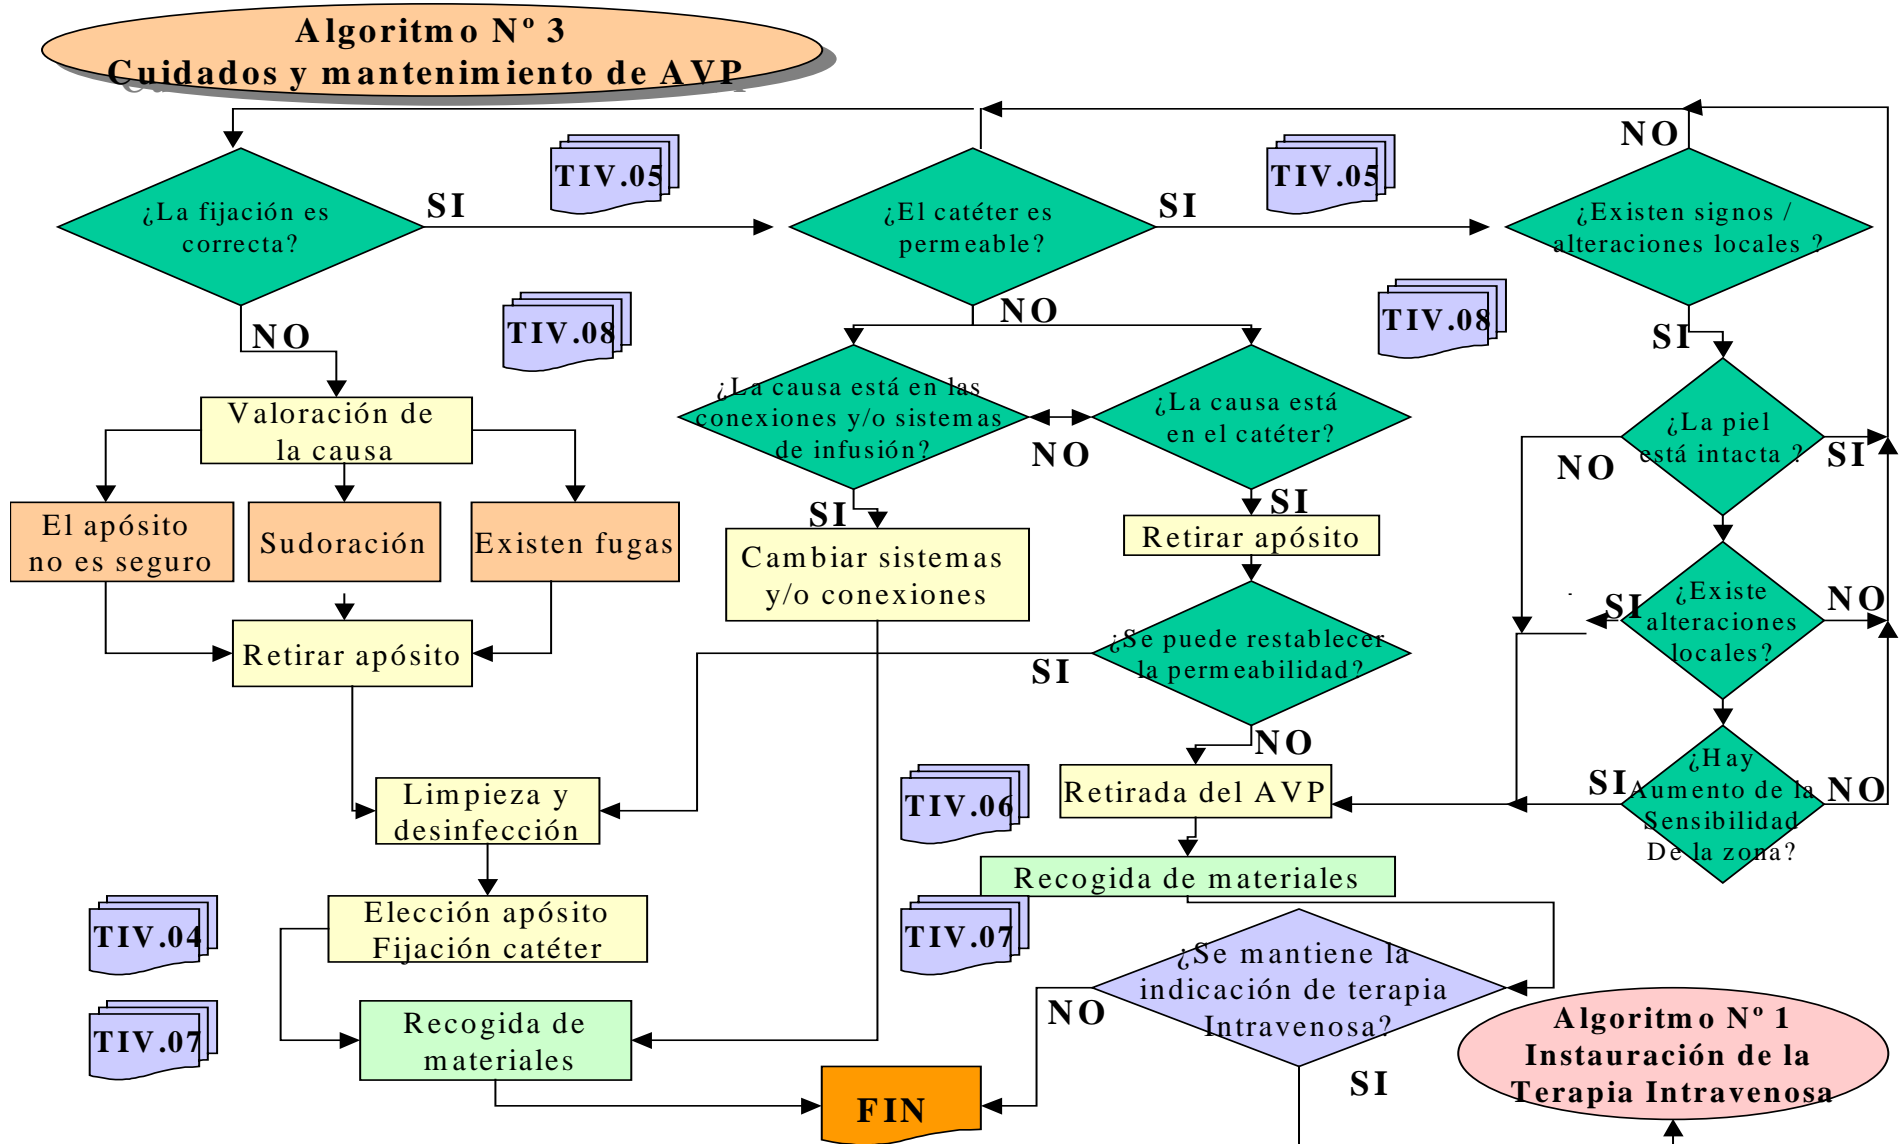 Algoritmo Nº 3
Cuidados y mantenimiento de AVP
NO
TIV.05
TIV.05
¿La fijación es
correcta?
SI
¿El catéter es
permeable?
SI
¿Existen signos /
alteraciones locales ?
NO
TIV.08
NO
TIV.08
SI
¿La causa está en las
conexiones y/o sistemas
de infusión?
NO
¿La causa está
en el catéter?
Valoración de
la causa
¿La piel
está intacta ?
NO
SI
El apósito
no es seguro
Sudoración
Existen fugas
SI
SI
Cambiar sistemas
y/o conexiones
Retirar apósito
¿Existe
alteraciones
locales?
SI
NO
Retirar apósito
¿Se puede restablecer
la permeabilidad?
SI
NO
Limpieza y
desinfección
TIV.06
Retirada del AVP
¿Hay
Aumento de la
Sensibilidad
De la zona?
SI
NO
Recogida de materiales
TIV.04
Elección apósito
Fijación catéter
TIV.07
¿Se mantiene la
indicación de terapia
Intravenosa?
NO
SI
TIV.07
Recogida de
materiales
FIN
Algoritmo Nº 1
Instauración de la
Terapia Intravenosa